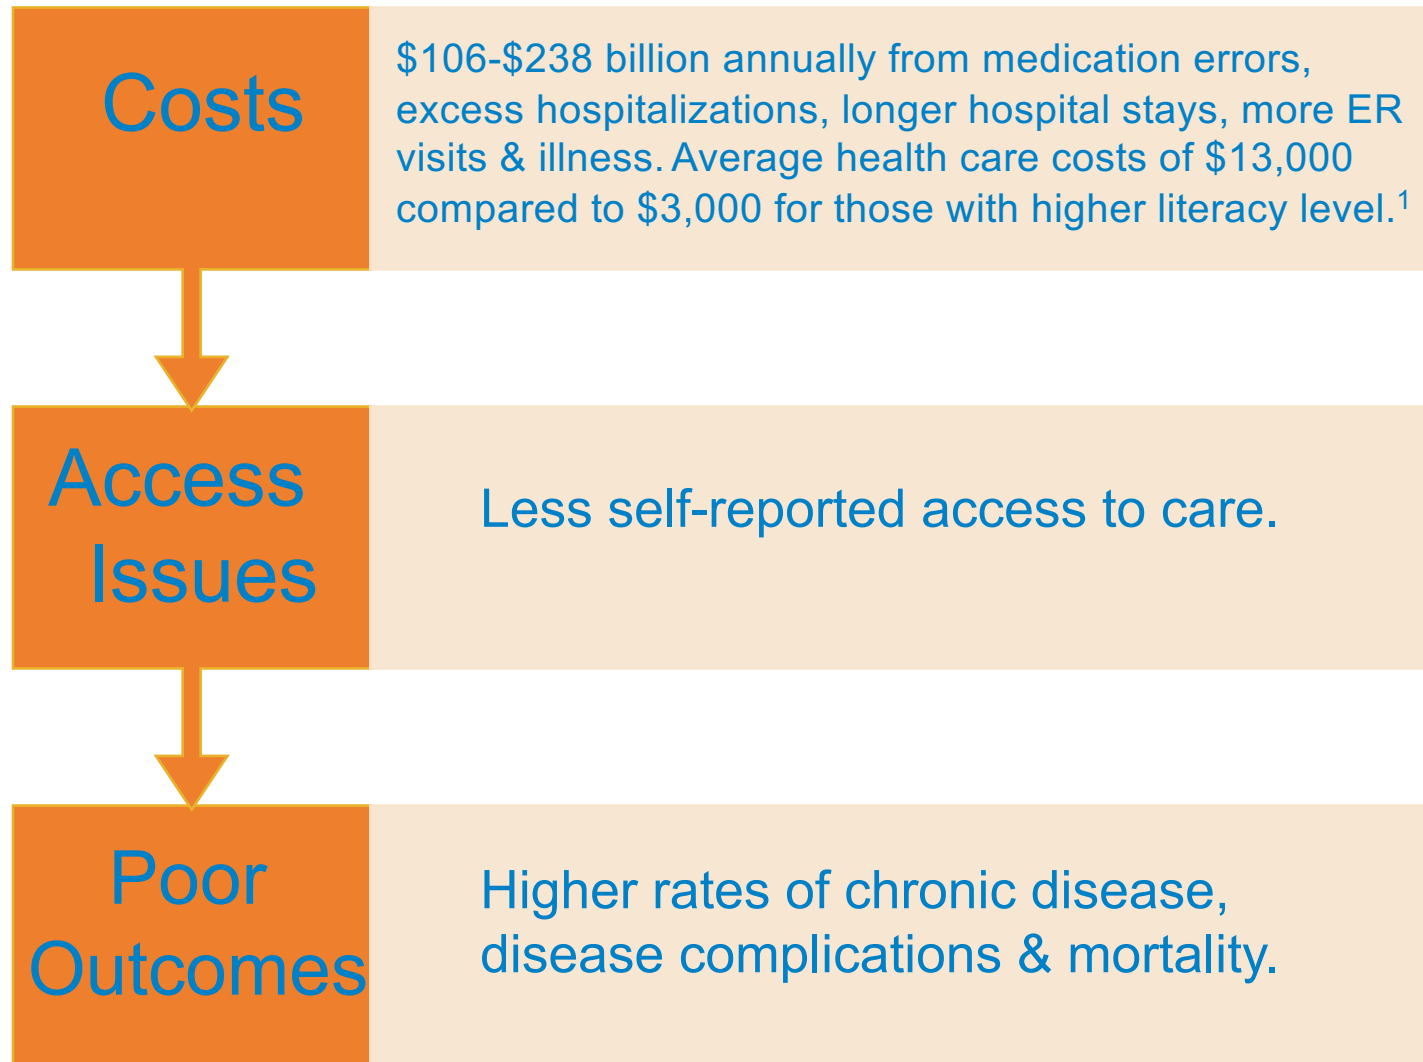 Costs
$106-$238 billion annually from medication errors,
excess hospitalizations, longer hospital stays, more ER
visits & illness. Average health care costs of $13,000
compared to $3,000 for those with higher literacy level.¹
Access
Issues
Less self-reported access to care.
Poor
Outcomes
Higher rates of chronic disease,
disease complications & mortality.